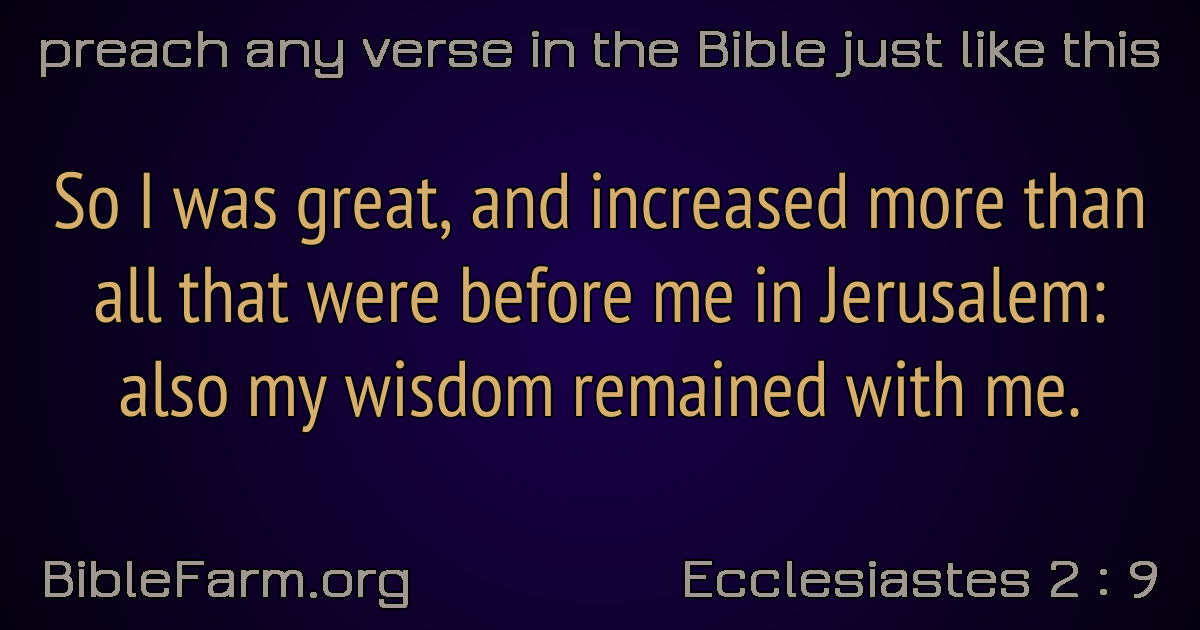 preach any verse in the Bible just like this
So I was great, and increased more than
all that were before me in Jerusalem:
also my wisdom remained with me.
BibleFarm.org
Ecclesiastes 2 : 9